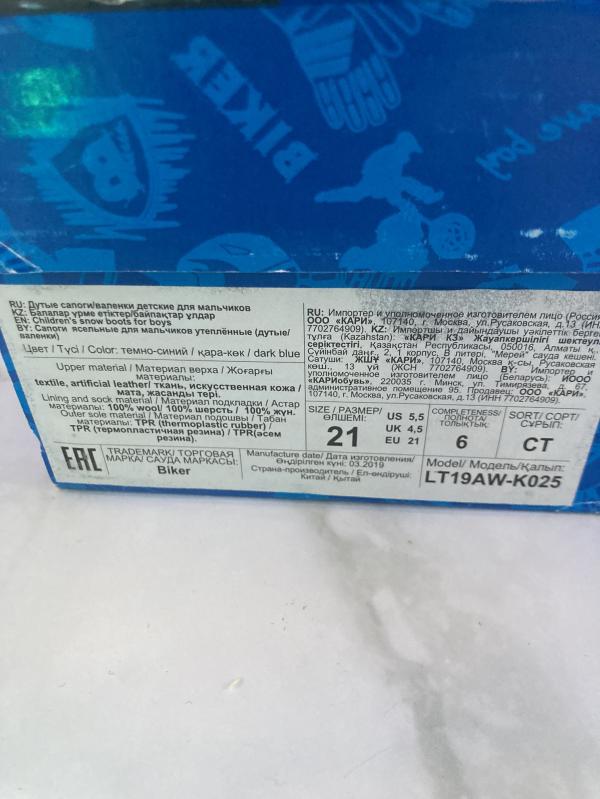 BIKER
RU: Дутые сапоги/валенки детские для мальчиков
KZ: Балалар үрме етіктер/байпақтар ұлдар
EN: Children's snow boots for boys
BY: Сапоги ясельные для мальчиков утеплённые (дутые/
валенки)
Цвет / Түсі / Color: темно-синий / қара-көк / dark blue
Upper material / Материал верха / Жоғарғы
материалы:
textile, artificial leather/ ткань, искусственная кожа /
мата, жасанды тері.
Lining and sock material / Материал подкладки / Астар
материалы: 100% wool/ 100% шерсть / 100% жүн.
Outer sole material / Материал подошвы / Табан
материалы: TPR (thermoplastic rubber) /
TPR (термопластичная резина) / TPR(әсем
резина).
EAC
TRADEMARK/ ТОРГОВАЯ
МАРКА/ САУДА МАРКАСЫ:
Biker
RU: Импортер и уполномоченное изготовителем лицо (Россия
ООО «КАРИ», 107140, г. Москва, ул.Русаковская, д.13 (ИНН
7702764909). KZ: Импортшы и дайындаушы уәкілеттік берген
тұлға (Kazahstan): «КАРИ КЗ» Жауапкершілігі шектеул
серіктестігі, Қазақстан Республикасы, 050016, Алматы қ.,
Сүйінбай даңғ., 2, 1 корпус, В литері, "Мерей" сауда кешені.
Сатушы: ЖШҚ «КАРИ», 107140, Москва қ-сы, Русаковская
көш., 13 үй (ЖСН 7702764909). BY: Импортер и
уполномоченное изготовителем лицо (Беларусь): ИООО
«КАРИобувь», 220035 г. Минск, ул. Тимирязева, д. 67,
административное помещение 95. Продавец: ООО «КАРИ»,
107140, г. Москва, ул.Русаковская, д.13 (ИНН 7702764909).
SIZE / РАЗМЕР/
ӨЛШЕМІ:
21
US 5,5
UK 4,5
EU 21
COMPLETENESS/
ПОЛНОТА/
ТОЛЫҚТЫҚ:
6
SORT/ СОРТ/
СҰРЫП:
СТ
Manufacture date/ Дата изготовления/
Өндірілген күні: 03.2019
Страна-производитель / Ел-өндіруші:
Китай / Қытай
Model/ Модель/Қалып:
LT19AW-K025